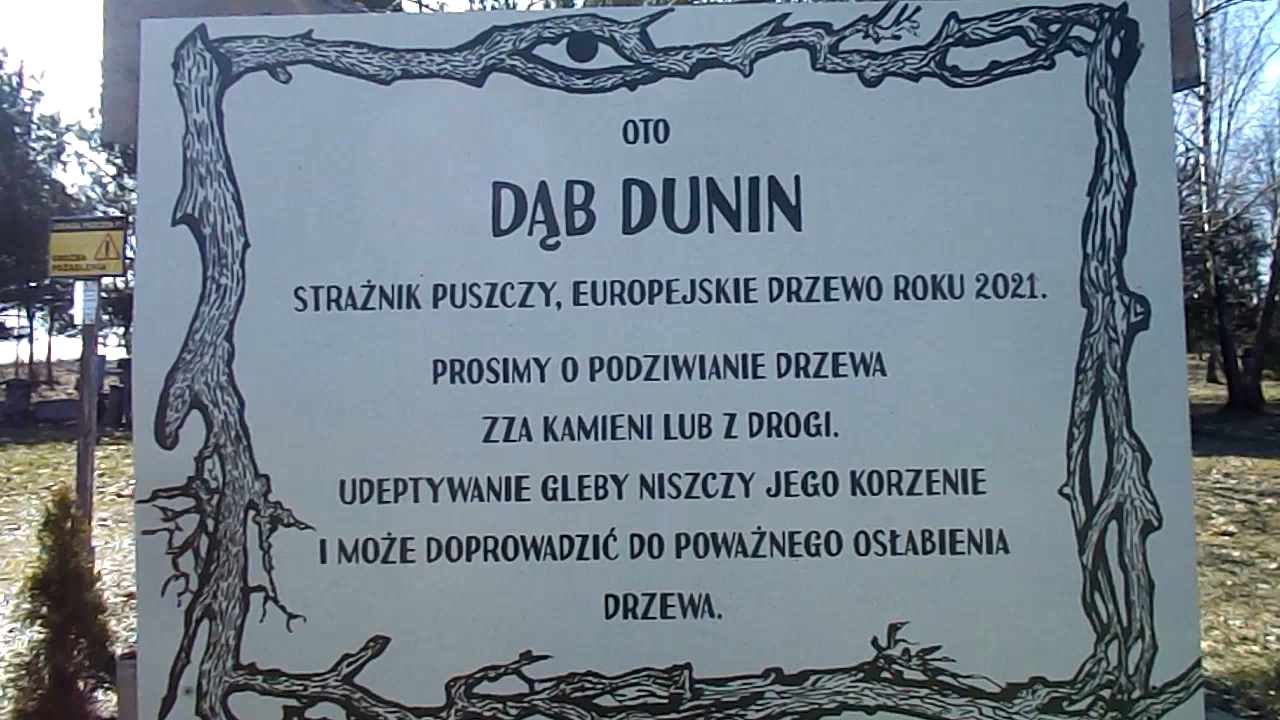 OTO
DĄB DUNIN
STRAŻNIK PUSZCZY, EUROPEJSKIE DRZEWO ROKU 2021.
PROSIMY O PODZIWIANIE DRZEWA
ZZA KAMIENI LUB Z DROGI.
UDEPTYWANIE GLEBY NISZCZY JEGO KORZENIE
I MOŻE DOPROWADZIĆ DO POWAŻNEGO OSŁABIENIA
DRZEWA.